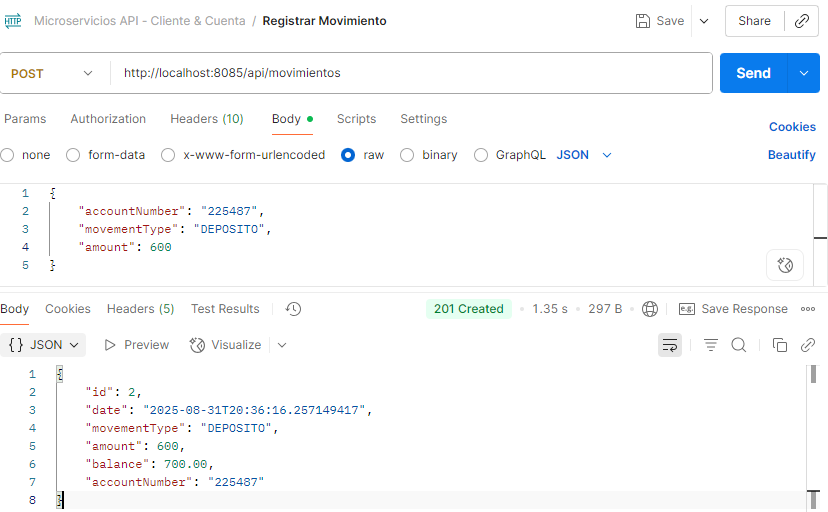 HTTP Microservicios API - Cliente & Cuenta / Registrar Movimiento Save Share
POST http://localhost:8085/api/movimientos Send
Params Authorization Headers (10) Body Scripts Settings Cookies
none form-data x-www-form-urlencoded raw binary GraphQL JSON Beautify
1 {
2 "accountNumber": "225487",
3 "movementType": "DEPOSITO",
4 "amount": 600
5 }
Body Cookies Headers (5) Test Results 201 Created • 1.35 s • 297 B • e.g. Save Response
{} JSON Preview Visualize
1 {
2 "id": 2,
3 "date": "2025-08-31T20:36:16.257149417",
4 "movementType": "DEPOSITO",
5 "amount": 600,
6 "balance": 700.00,
7 "accountNumber": "225487"
8 }